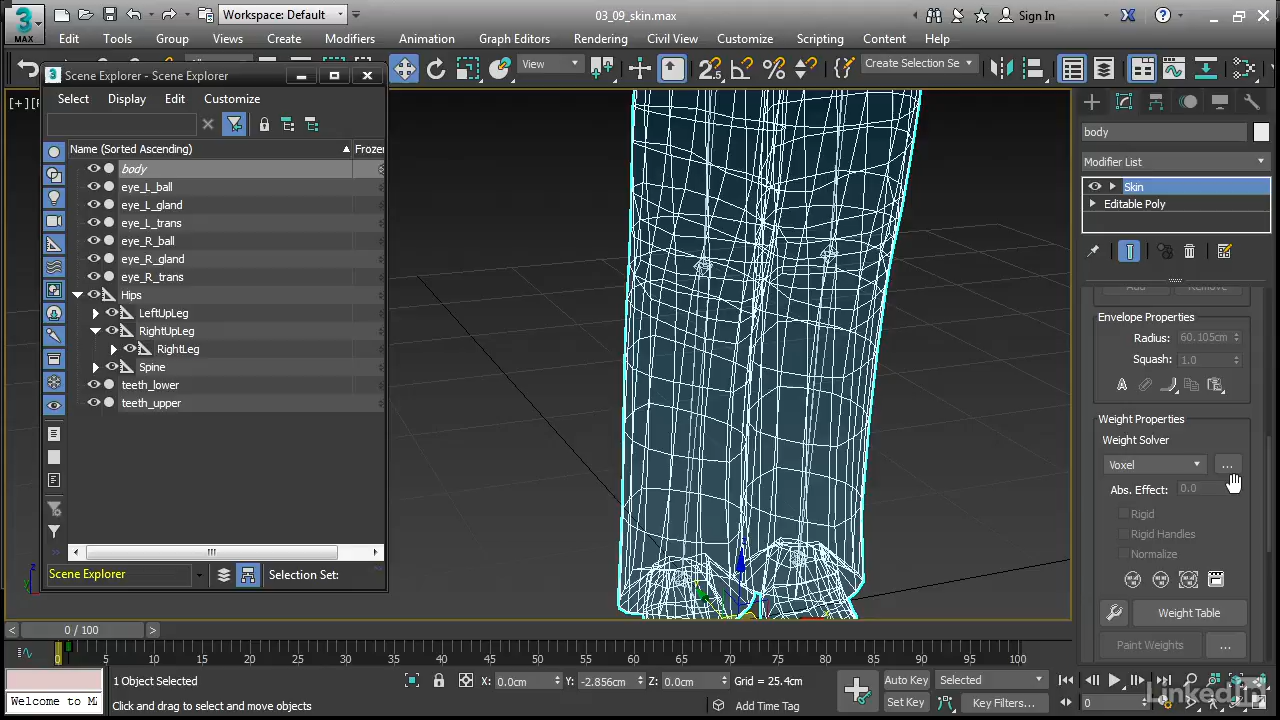 MAX
Workspace: Default
03_09_skin.max
Sign In
Edit Tools Group Views Create Modifiers Animation Graph Editors Rendering Civil View Customize Scripting Content Help
View
2.5
Create Selection Se
Scene Explorer - Scene Explorer
Select Display Edit Customize
Name (Sorted Ascending) Frozen
body
eye_L_ball
eye_L_gland
eye_L_trans
eye_R_ball
eye_R_gland
eye_R_trans
Hips
LeftUpLeg
RightUpLeg
RightLeg
Spine
teeth_lower
teeth_upper
Scene Explorer
Selection Set:
body
Modifier List
Skin
Editable Poly
Add Remove
Envelope Properties
Radius: 60.105cm
Squash: 1.0
Weight Properties
Weight Solver
Voxel ...
Abs. Effect: 0.0
Rigid
Rigid Handles
Normalize
Weight Table
Paint Weights ...
< 0 / 100 >
0 5 10 15 20 25 30 35 40 45 50 55 60 65 70 75 80 85 90 95 100
1 Object Selected
X: 0.0cm Y: -2.856cm Z: 0.0cm Grid = 25.4cm
Auto Key Selected
Welcome to M
Click and drag to select and move objects
Add Time Tag
Set Key Key Filters...
0
LinkedIn